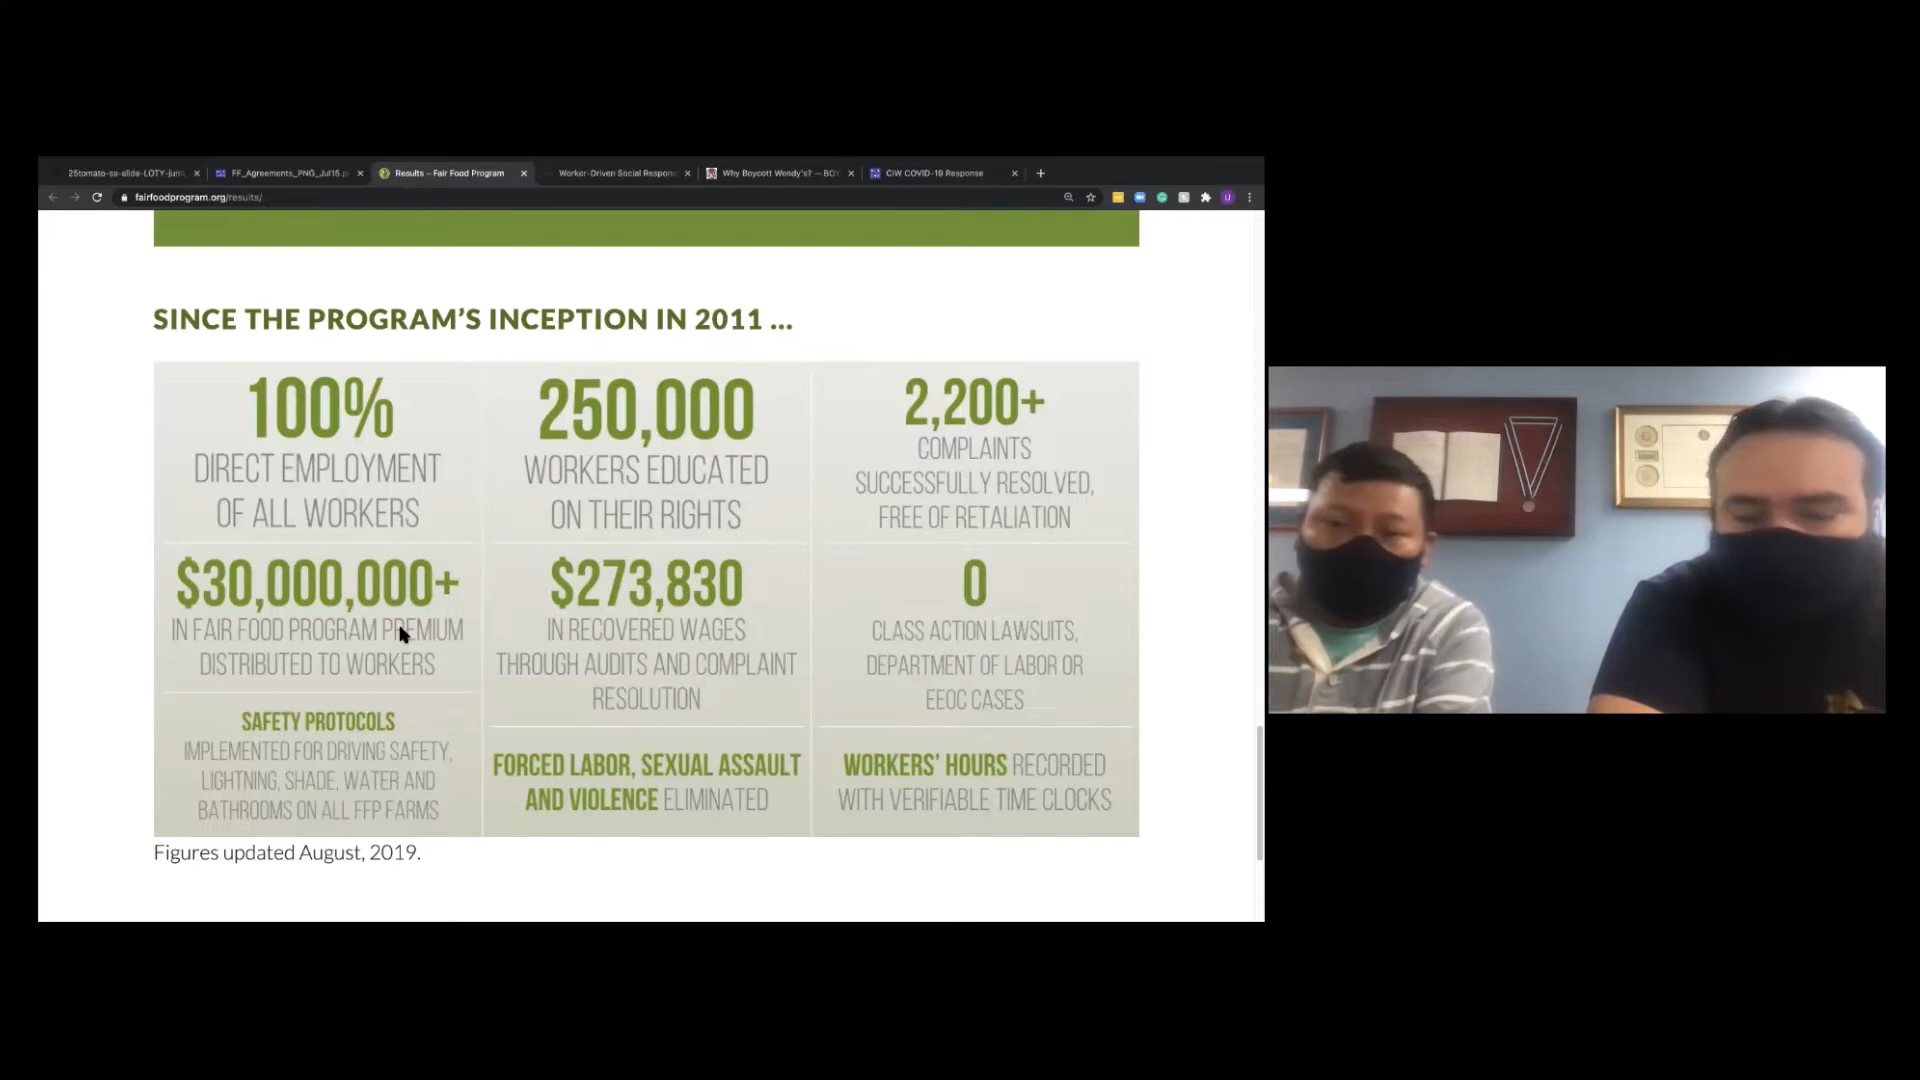 25tomato-sa-allde-LOTY-jumb
FF_Agreements_PNG_Jul15.p
Results – Fair Food Program
Worker-Driven Social Respons
Why Boycott Wendy's? — BOY
CIW COVID-19 Response
fairfoodprogram.org/results/
SINCE THE PROGRAM'S INCEPTION IN 2011 ...
100%
DIRECT EMPLOYMENT
OF ALL WORKERS
250,000
WORKERS EDUCATED
ON THEIR RIGHTS
2,200+
COMPLAINTS
SUCCESSFULLY RESOLVED,
FREE OF RETALIATION
$30,000,000+
IN FAIR FOOD PROGRAM PREMIUM
DISTRIBUTED TO WORKERS
$273,830
IN RECOVERED WAGES
THROUGH AUDITS AND COMPLAINT
RESOLUTION
0
CLASS ACTION LAWSUITS,
DEPARTMENT OF LABOR OR
EEOC CASES
SAFETY PROTOCOLS
IMPLEMENTED FOR DRIVING SAFETY,
LIGHTNING, SHADE, WATER AND
BATHROOMS ON ALL FFP FARMS
FORCED LABOR, SEXUAL ASSAULT
AND VIOLENCE ELIMINATED
WORKERS' HOURS RECORDED
WITH VERIFIABLE TIME CLOCKS
Figures updated August, 2019.